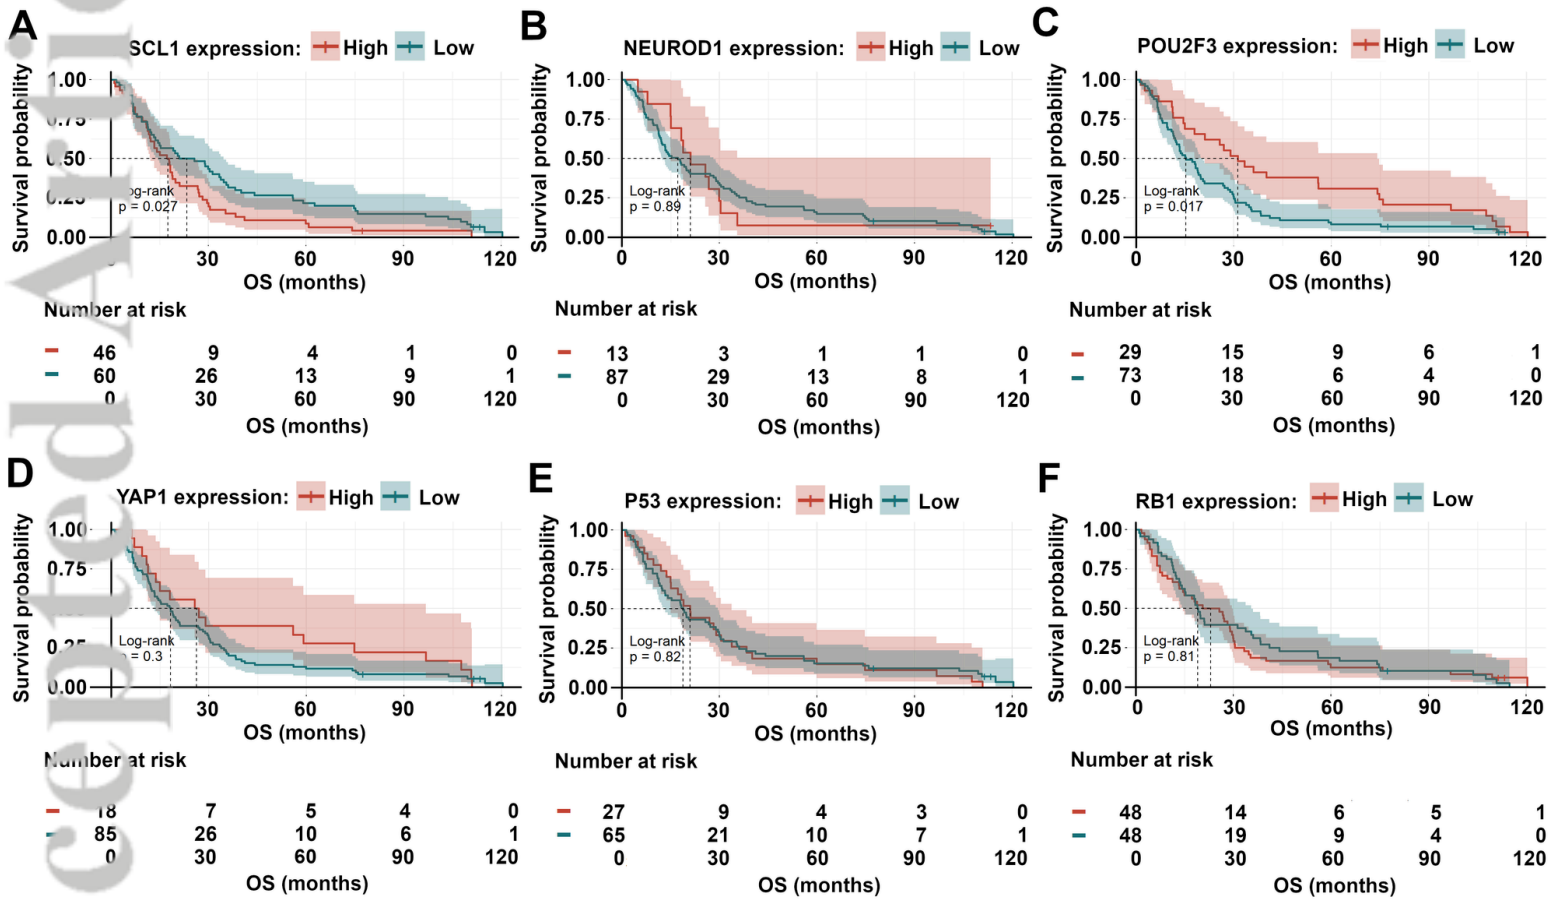 A
SCL1 expression: High Low
Survival probability
1.00
0.75
0.50
0.25
0.00
og-rank
p = 0.027
30 60 90 120
OS (months)
Number at risk
46 9 4 1 0
60 26 13 9 1
0 30 60 90 120
OS (months)
B
NEUROD1 expression: High Low
Survival probability
1.00
0.75
0.50
0.25
0.00
Log-rank
p = 0.89
0 30 60 90 120
OS (months)
Number at risk
13 3 1 1 0
87 29 13 8 1
0 30 60 90 120
OS (months)
C
POU2F3 expression: High Low
Survival probability
1.00
0.75
0.50
0.25
0.00
Log-rank
p = 0.017
0 30 60 90 120
OS (months)
Number at risk
29 15 9 6 1
73 18 6 4 0
0 30 60 90 120
OS (months)
D
YAP1 expression: High Low
Survival probability
1.00
0.75
0.25
0.00
Log-rank
p = 0.3
30 60 90 120
OS (months)
Number at risk
18 7 5 4 0
85 26 10 6 1
0 30 60 90 120
OS (months)
E
P53 expression: High Low
Survival probability
1.00
0.75
0.50
0.25
0.00
Log-rank
p = 0.82
0 30 60 90 120
OS (months)
Number at risk
27 9 4 3 0
65 21 10 7 1
0 30 60 90 120
OS (months)
F
RB1 expression: High Low
Survival probability
1.00
0.75
0.50
0.25
0.00
Log-rank
p = 0.81
0 30 60 90 120
OS (months)
Number at risk
48 14 6 5 1
48 19 9 4 0
0 30 60 90 120
OS (months)
cepted Artic